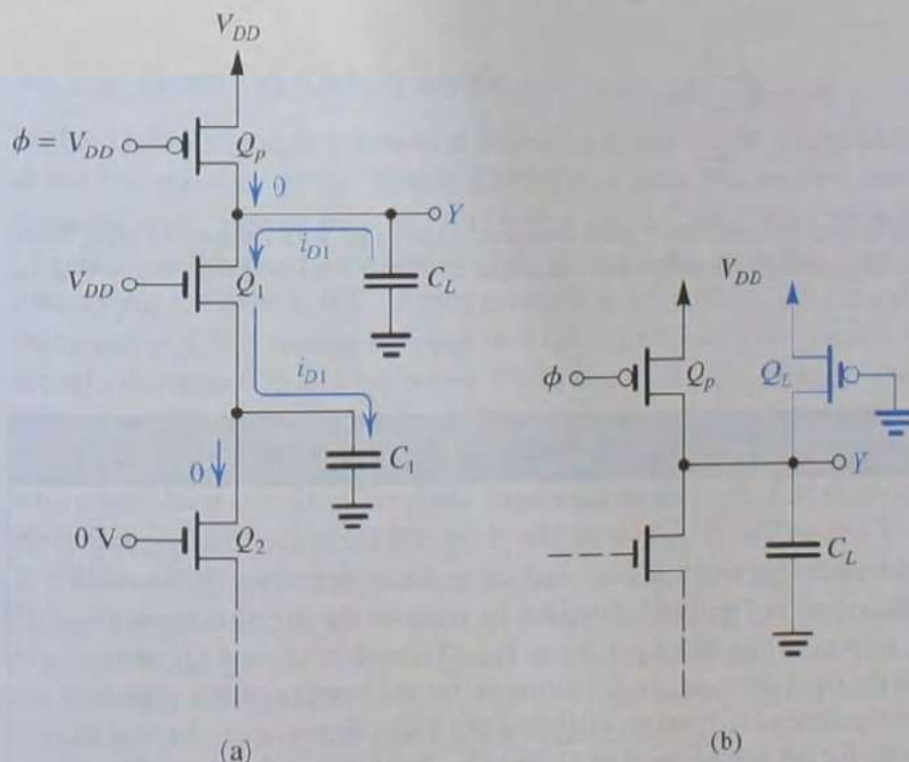 V_DD
ϕ = V_DD
Q_p
0
Y
i_D1
V_DD
Q_1
C_L
i_D1
C_1
0
0 V
Q_2
(a)
V_DD
ϕ
Q_p
Q_L
Y
C_L
(b)